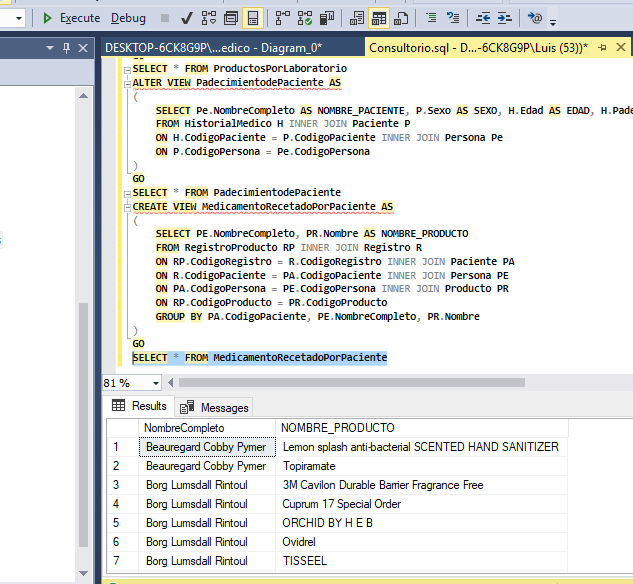 Execute Debug
DESKTOP-6CK8G9P\...edico - Diagram_0*
Consultorio.sql - D...-6CK8G9P\Luis (53))*
SELECT * FROM ProductosPorLaboratorio
ALTER VIEW PadecimientodePaciente AS
(
SELECT Pe.NombreCompleto AS NOMBRE_PACIENTE, P.Sexo AS SEXO, H.Edad AS EDAD, H.Pade
FROM HistorialMedico H INNER JOIN Paciente P
ON H.CodigoPaciente = P.CodigoPaciente INNER JOIN Persona Pe
ON P.CodigoPersona = Pe.CodigoPersona
)
GO
SELECT * FROM PadecimientodePaciente
CREATE VIEW MedicamentoRecetadoPorPaciente AS
(
SELECT PE.NombreCompleto, PR.Nombre AS NOMBRE_PRODUCTO
FROM RegistroProducto RP INNER JOIN Registro R
ON RP.CodigoRegistro = R.CodigoRegistro INNER JOIN Paciente PA
ON R.CodigoPaciente = PA.CodigoPaciente INNER JOIN Persona PE
ON PA.CodigoPersona = PE.CodigoPersona INNER JOIN Producto PR
ON RP.CodigoProducto = PR.CodigoProducto
GROUP BY PA.CodigoPaciente, PE.NombreCompleto, PR.Nombre
)
GO
SELECT * FROM MedicamentoRecetadoPorPaciente
81 %
Results Messages
NombreCompleto NOMBRE_PRODUCTO
1 Beauregard Cobby Pymer Lemon splash anti-bacterial SCENTED HAND SANITIZER
2 Beauregard Cobby Pymer Topiramate
3 Borg Lumsdall Rintoul 3M Cavilon Durable Barrier Fragrance Free
4 Borg Lumsdall Rintoul Cuprum 17 Special Order
5 Borg Lumsdall Rintoul ORCHID BY H E B
6 Borg Lumsdall Rintoul Ovidrel
7 Borg Lumsdall Rintoul TISSEEL